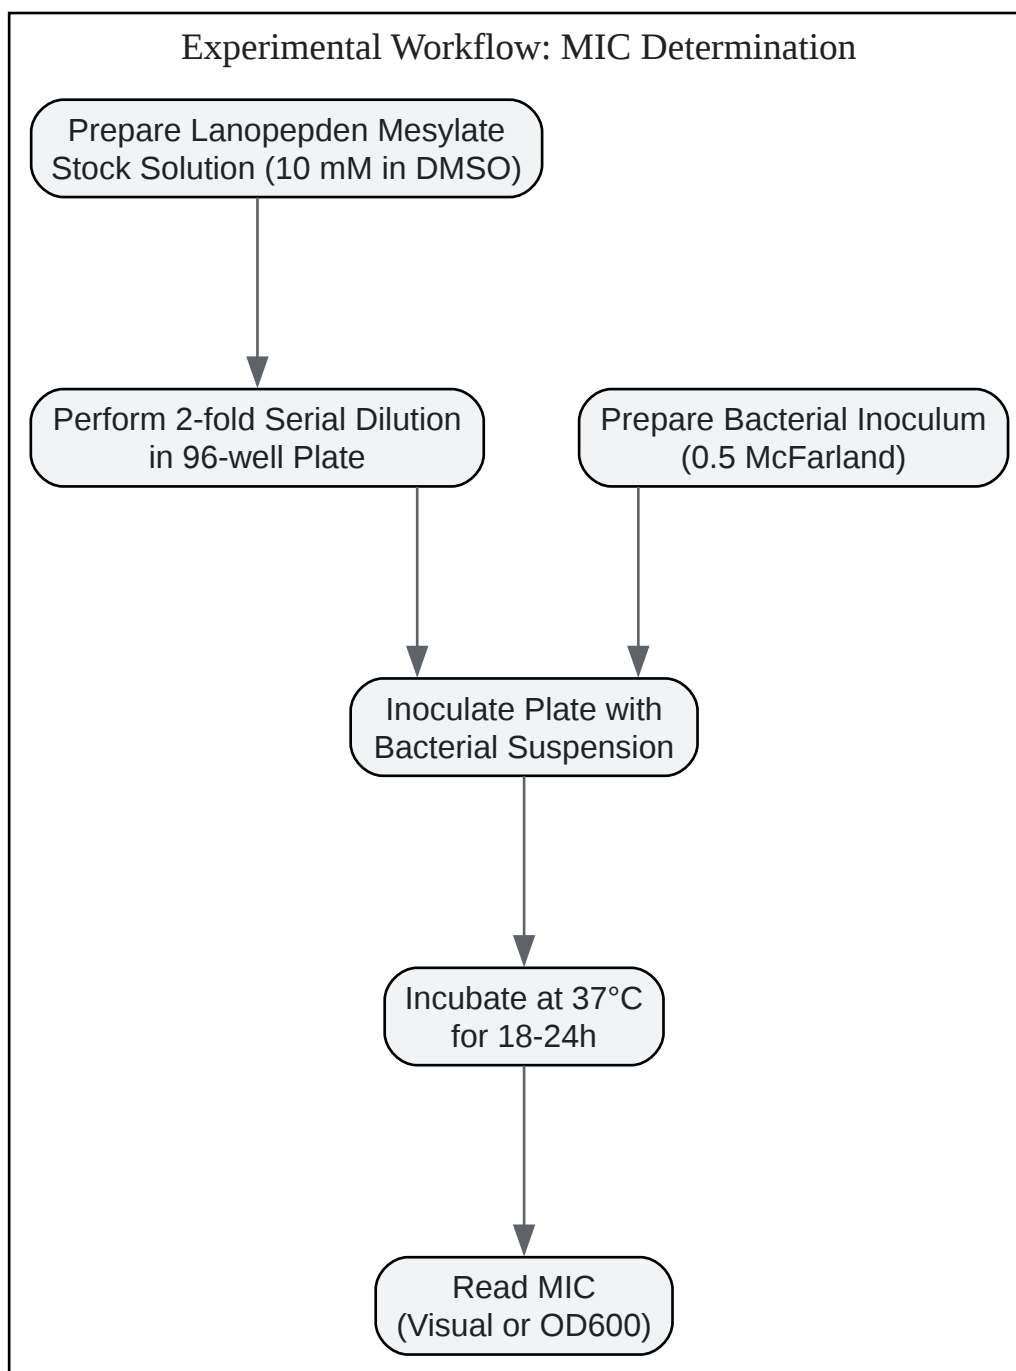 Experimental Workflow: MIC Determination
Prepare Lanopepden Mesylate
Stock Solution (10 mM in DMSO)
Perform 2-fold Serial Dilution
in 96-well Plate
Prepare Bacterial Inoculum
(0.5 McFarland)
Inoculate Plate with
Bacterial Suspension
Incubate at 37°C
for 18-24h
Read MIC
(Visual or OD600)